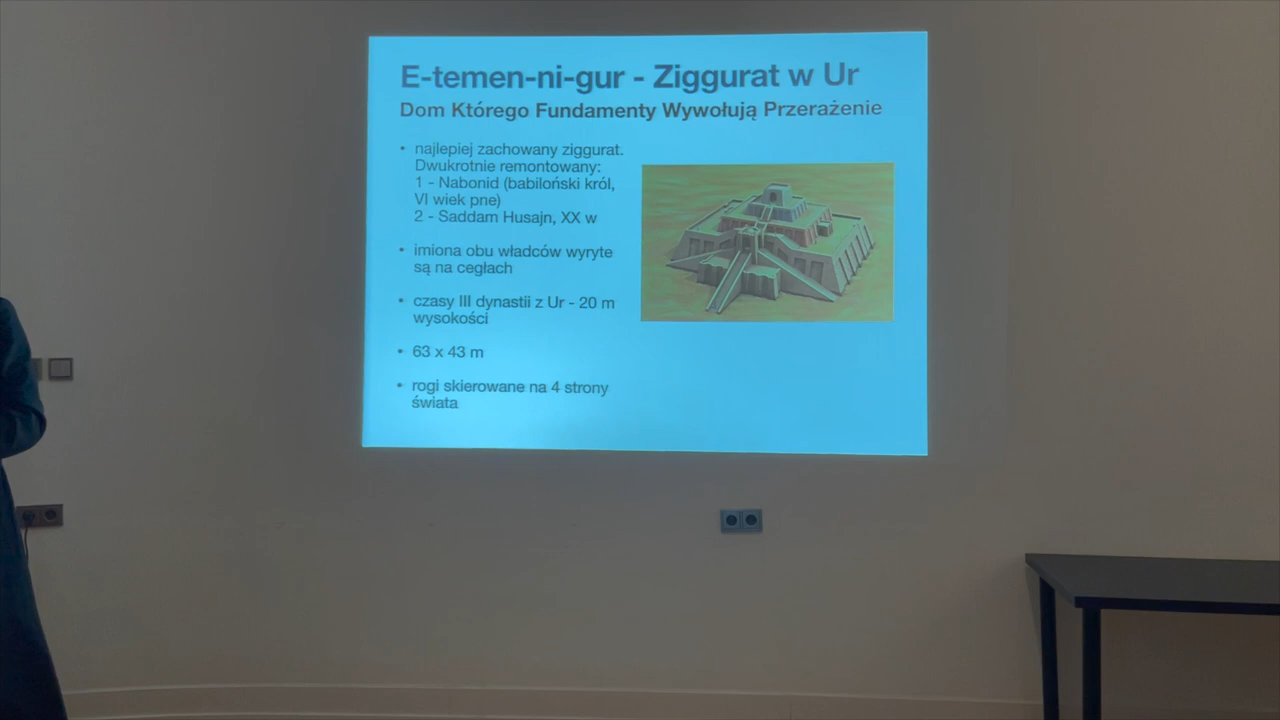 E-temen-ni-gur - Ziggurat w Ur
Dom Którego Fundamenty Wywołują Przerażenie
• najlepiej zachowany ziggurat.
Dwukrotnie remontowany:
1 - Nabonid (babiloński król,
VI wiek pne)
2 - Saddam Husajn, XX w
• imiona obu władców wyryte
są na cegłach
• czasy III dynastii z Ur - 20 m
wysokości
• 63 x 43 m
• rogi skierowane na 4 strony
świata